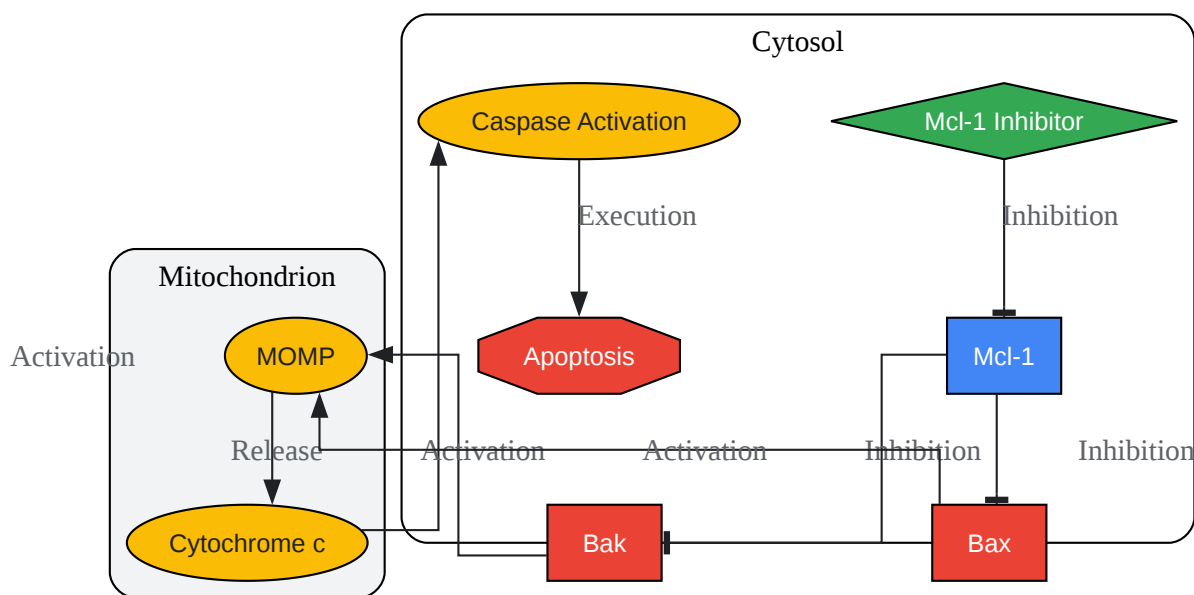 Cytosol
Caspase Activation
Mcl-1 Inhibitor
Execution
Inhibition
Mitochondrion
Activation
MOMP
Apoptosis
Mcl-1
Release
Activation
Activation
Inhibition
Inhibition
Cytochrome c
Bak
Bax